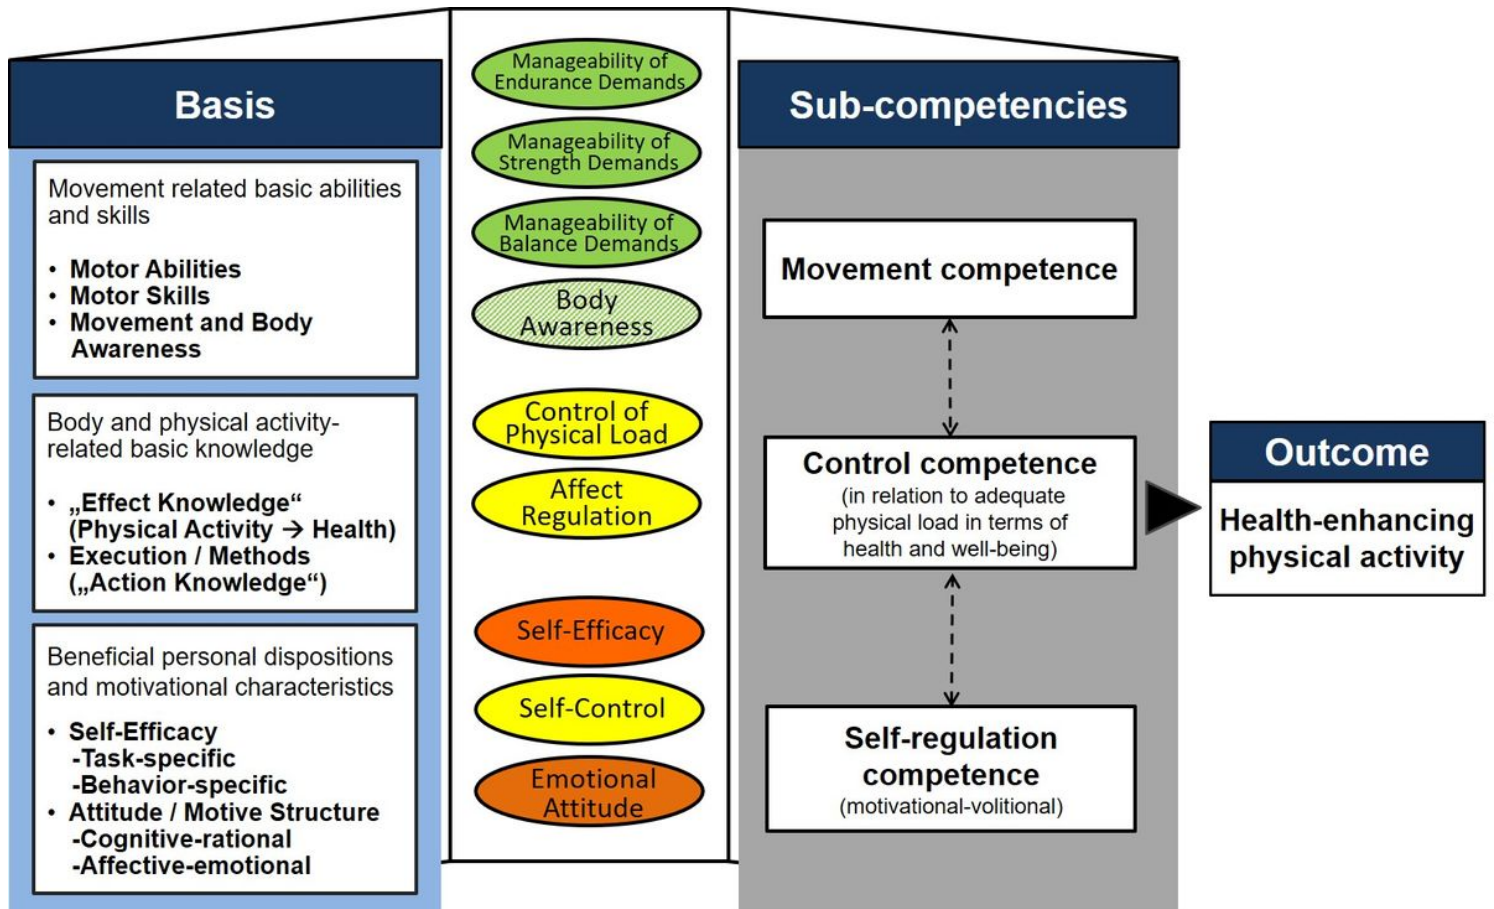 Basis
Movement related basic abilities
and skills
• Motor Abilities
• Motor Skills
• Movement and Body
Awareness
Body and physical activity-
related basic knowledge
• „Effect Knowledge“
(Physical Activity → Health)
• Execution / Methods
(„Action Knowledge“)
Beneficial personal dispositions
and motivational characteristics
• Self-Efficacy
-Task-specific
-Behavior-specific
• Attitude / Motive Structure
-Cognitive-rational
-Affective-emotional
Manageability of
Endurance Demands
Manageability of
Strength Demands
Manageability of
Balance Demands
Body
Awareness
Control of
Physical Load
Affect
Regulation
Self-Efficacy
Self-Control
Emotional
Attitude
Sub-competencies
Movement competence
Control competence
(in relation to adequate
physical load in terms of
health and well-being)
Self-regulation
competence
(motivational-volitional)
Outcome
Health-enhancing
physical activity